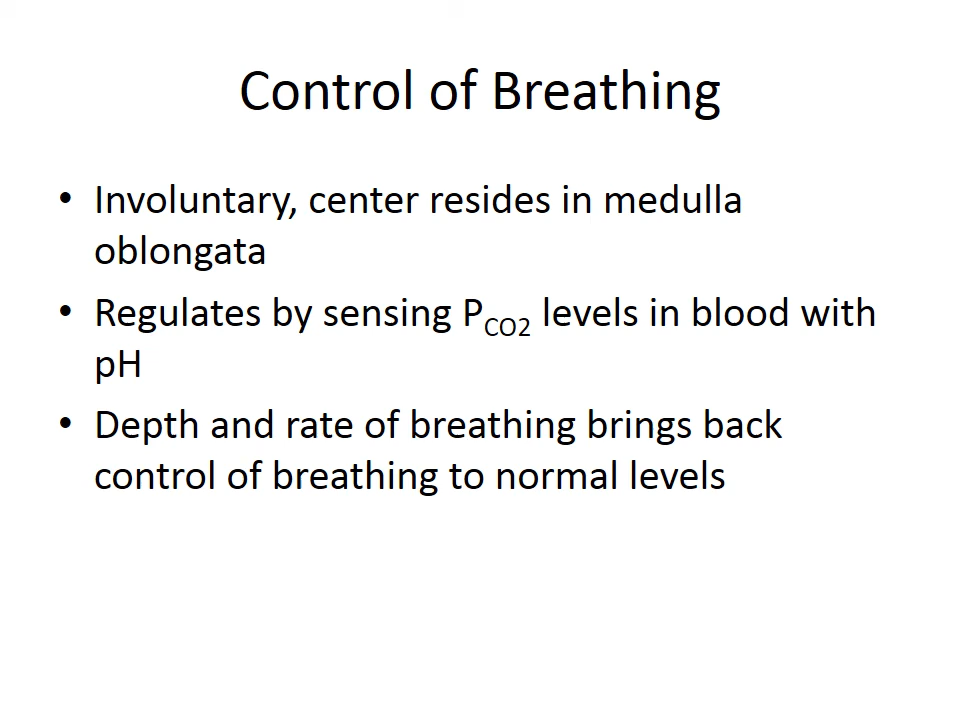 Control of Breathing
• Involuntary, center resides in medulla
oblongata
• Regulates by sensing P_CO2 levels in blood with
pH
• Depth and rate of breathing brings back
control of breathing to normal levels